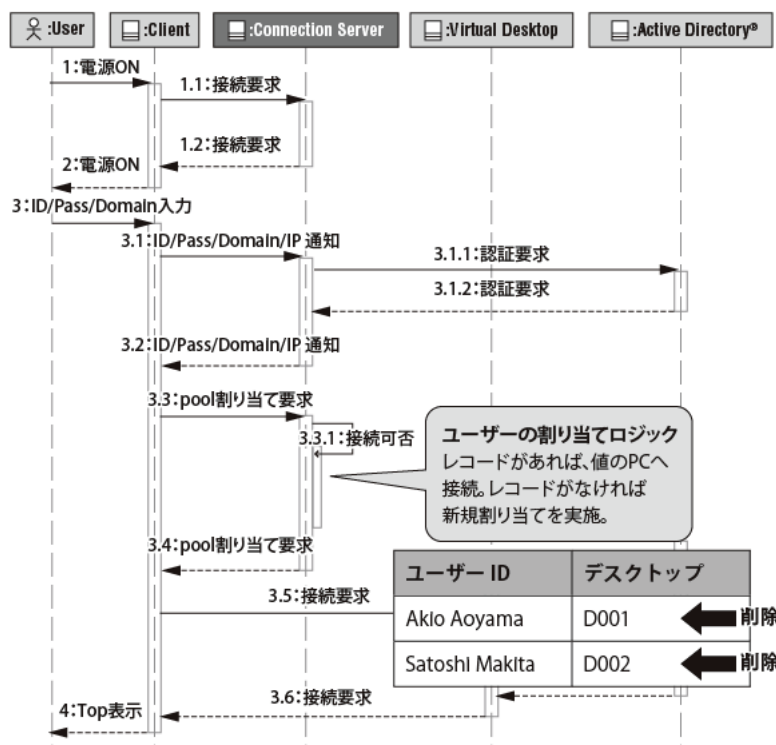 :User
:Client
:Connection Server
:Virtual Desktop
:Active Directory®
1:電源ON
1.1:接続要求
1.2:接続要求
2:電源ON
3:ID/Pass/Domain入力
3.1:ID/Pass/Domain/IP 通知
3.1.1:認証要求
3.1.2:認証要求
3.2:ID/Pass/Domain/IP 通知
3.3:pool割り当て要求
3.3.1:接続可否
ユーザーの割り当てロジック
レコードがあれば、値のPCへ
接続。レコードがなければ
新規割り当てを実施。
3.4:pool割り当て要求
ユーザー ID デスクトップ
3.5:接続要求
Akio Aoyama D001 削除
Satoshi Makita D002 削除
3.6:接続要求
4:Top表示